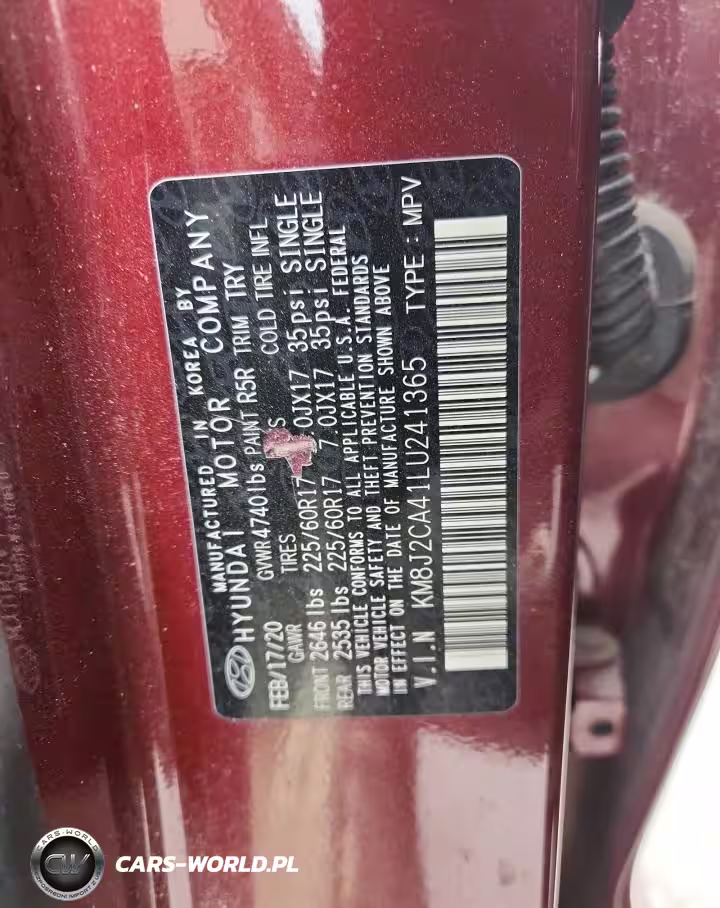 MANUFACTURED IN KOREA BY
HYUNDAI MOTOR COMPANY
FEB/17/20 GVWR 4740 lbs PAINT R5R TRIM TRY
GAWR TIRES S COLD TIRE INFL
FRONT 2646 lbs 225/60R17 .0JX17 35psi SINGLE
REAR 2535 lbs 225/60R17 7.0JX17 35psi SINGLE
THIS VEHICLE CONFORMS TO ALL APPLICABLE U.S.A. FEDERAL
MOTOR VEHICLE SAFETY AND THEFT PREVENTION STANDARDS
IN EFFECT ON THE DATE OF MANUFACTURE SHOWN ABOVE
V.I.N KM8J2CA41LU241365 TYPE : MPV
CARS-WORLD
CW
CARS-WORLD.PL